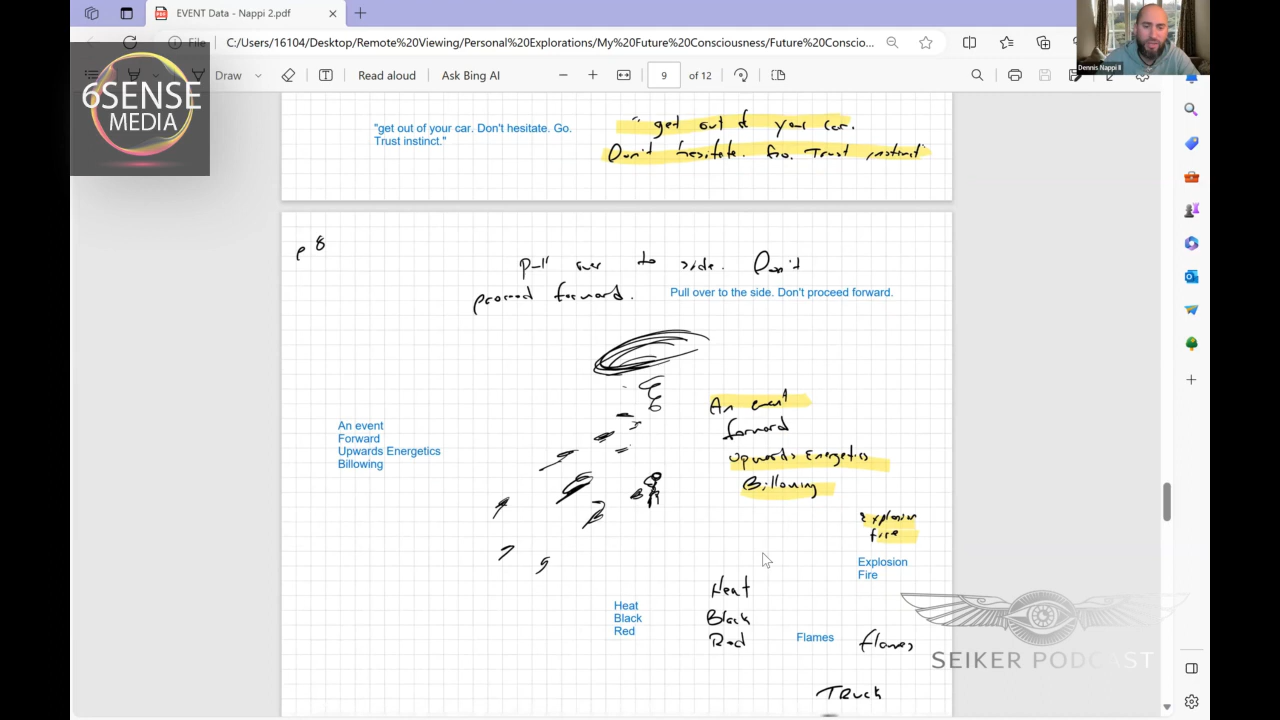 EVENT Data - Nappi 2.pdf
File
C:/Users/16104/Desktop/Remote%20Viewing/Personal%20Explorations/My%20Future%20Consciousness/Future%20Conscio...
Draw
Read aloud
Ask Bing AI
9 of 12
Dennis Nappi II
6SENSE
MEDIA
"get out of your car. Don't hesitate. Go.
Trust instinct."
"get out of your car.
Don't hesitate. Go. Trust instinct"
p 8
Pull over to side. Don't
proceed forward.
Pull over to the side. Don't proceed forward.
An event
Forward
Upwards Energetics
Billowing
An event
forward
Upwards Energetics
Billowing
Explosion
fire
Explosion
Fire
Heat
Black
Red
Heat
Black
Red
Flames
flames
SEIKER PODCAST
Truck